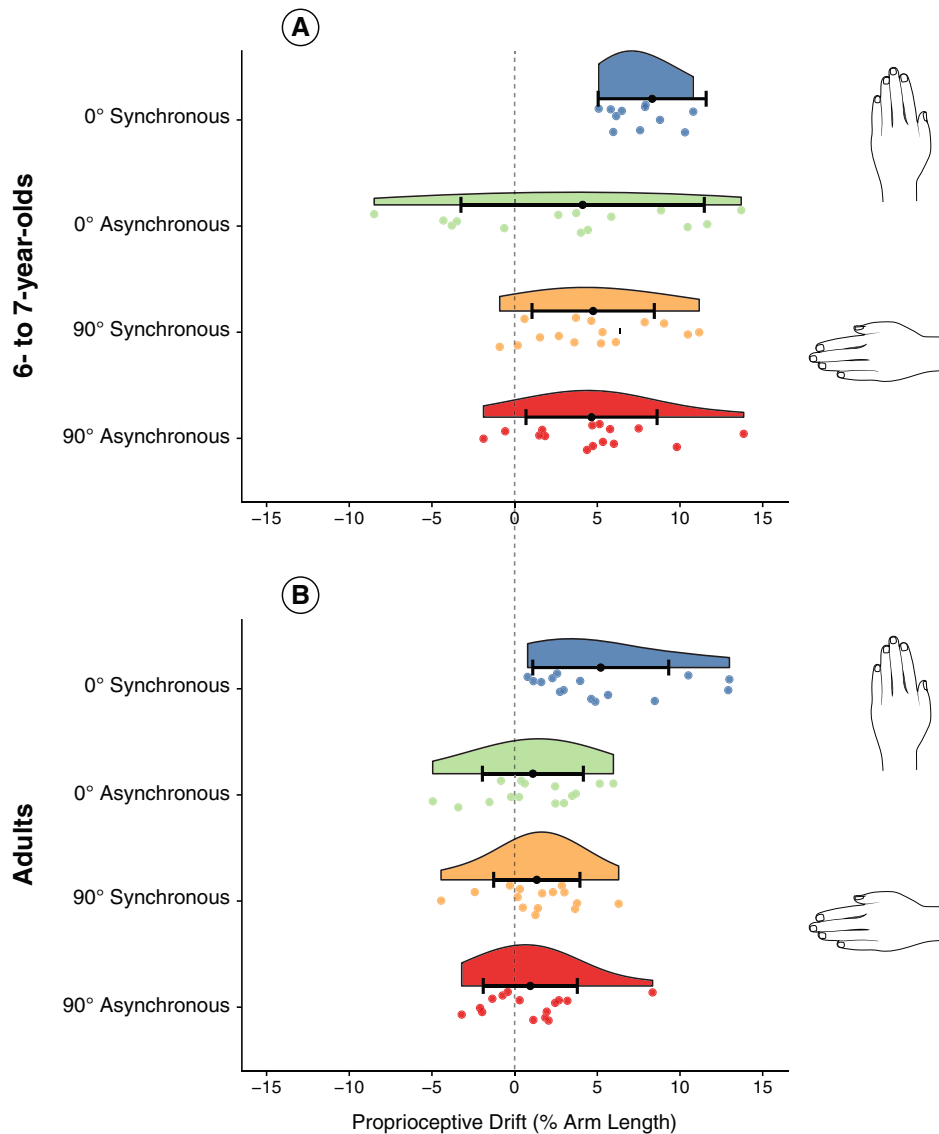 A
6- to 7-year-olds
0° Synchronous
0° Asynchronous
90° Synchronous
90° Asynchronous
−15 −10 −5 0 5 10 15
B
Adults
0° Synchronous
0° Asynchronous
90° Synchronous
90° Asynchronous
−15 −10 −5 0 5 10 15
Proprioceptive Drift (% Arm Length)